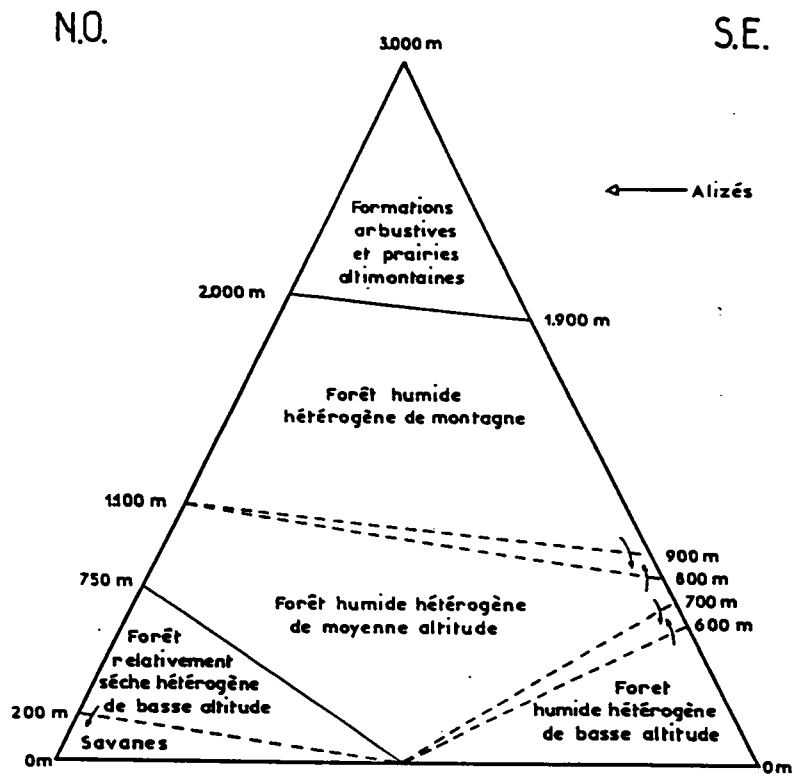 N.O.
S.E.
3.000 m
Alizés
Formations
arbustives
et prairies
altimontaines
2.000 m
1.900 m
Forêt humide
hétérogène de montagne
1.100 m
900 m
800 m
750 m
700 m
600 m
Forêt humide hétérogène
de moyenne altitude
Forêt
relativement
séche hétérogène
de basse altitude
Foret
humide hétérogène
de basse altitude
200 m
Savanes
0m
0m